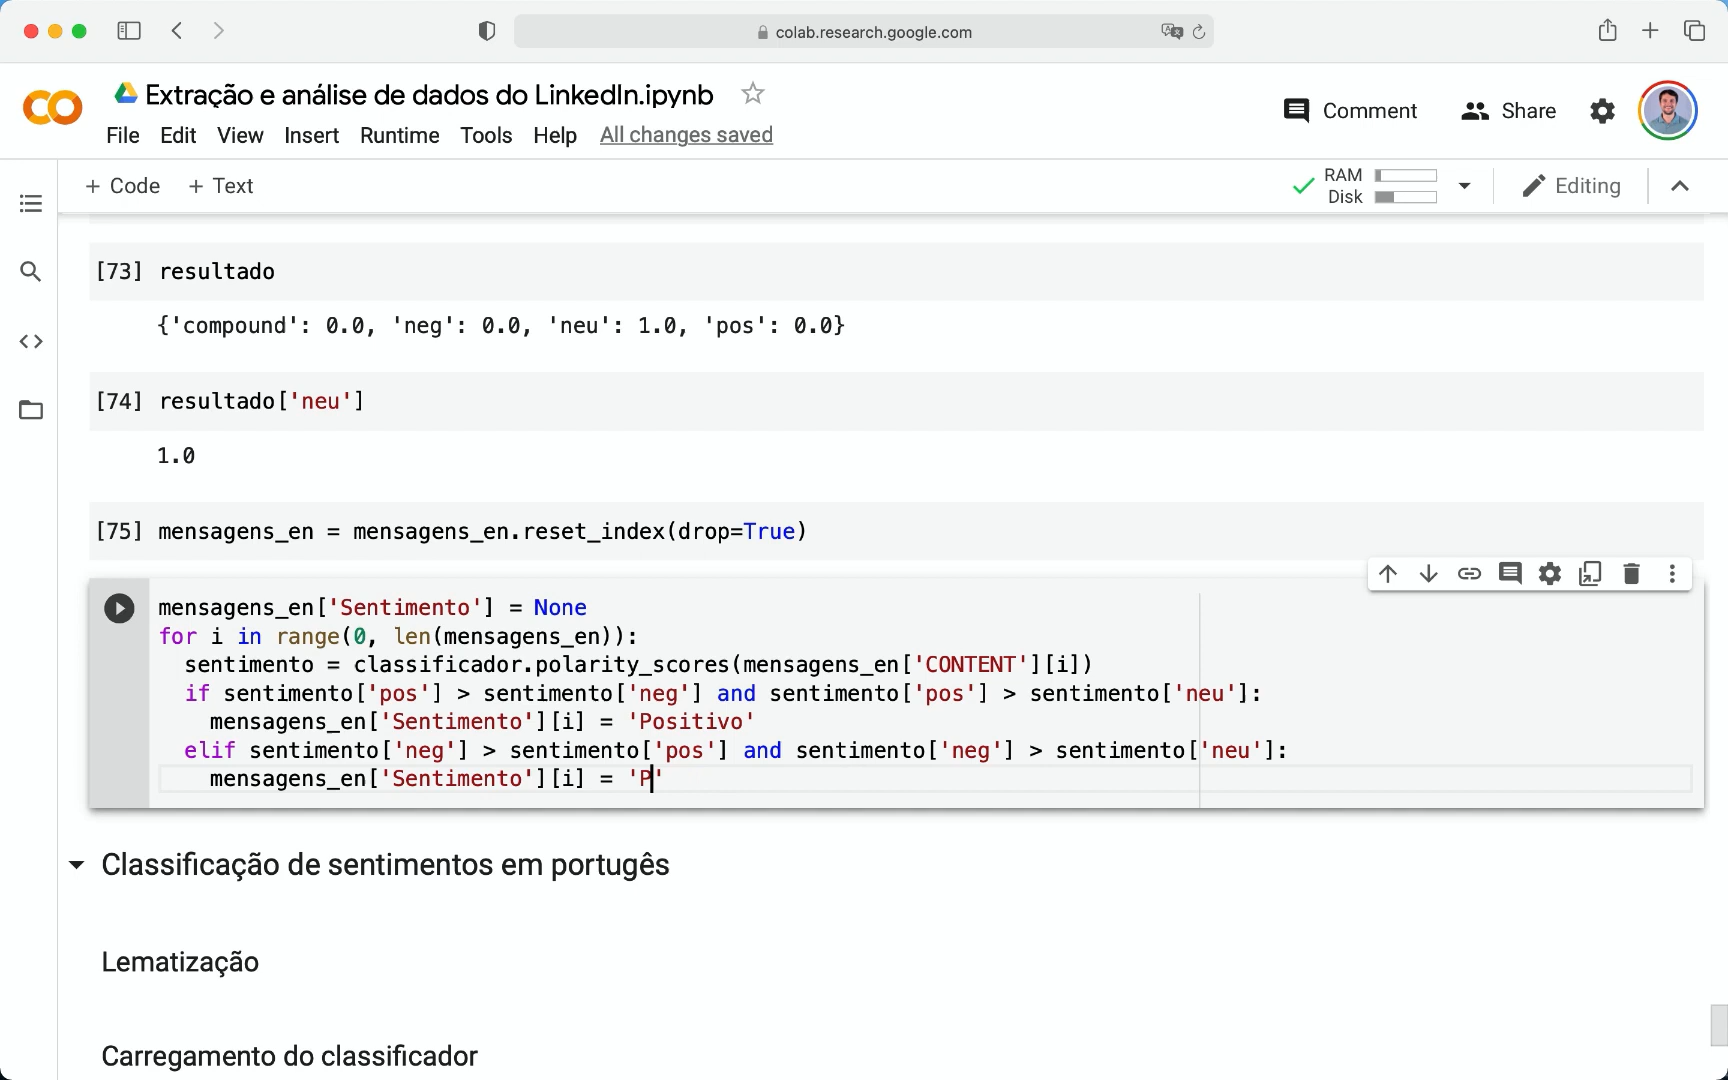 colab.research.google.com
Extração e análise de dados do LinkedIn.ipynb
File Edit View Insert Runtime Tools Help All changes saved
Comment Share
+ Code + Text
RAM
Disk
Editing
[73] resultado
{'compound': 0.0, 'neg': 0.0, 'neu': 1.0, 'pos': 0.0}
[74] resultado['neu']
1.0
[75] mensagens_en = mensagens_en.reset_index(drop=True)
mensagens_en['Sentimento'] = None
for i in range(0, len(mensagens_en)):
  sentimento = classificador.polarity_scores(mensagens_en['CONTENT'][i])
  if sentimento['pos'] > sentimento['neg'] and sentimento['pos'] > sentimento['neu']:
    mensagens_en['Sentimento'][i] = 'Positivo'
  elif sentimento['neg'] > sentimento['pos'] and sentimento['neg'] > sentimento['neu']:
    mensagens_en['Sentimento'][i] = 'P'
Classificação de sentimentos em portugês
Lematização
Carregamento do classificador